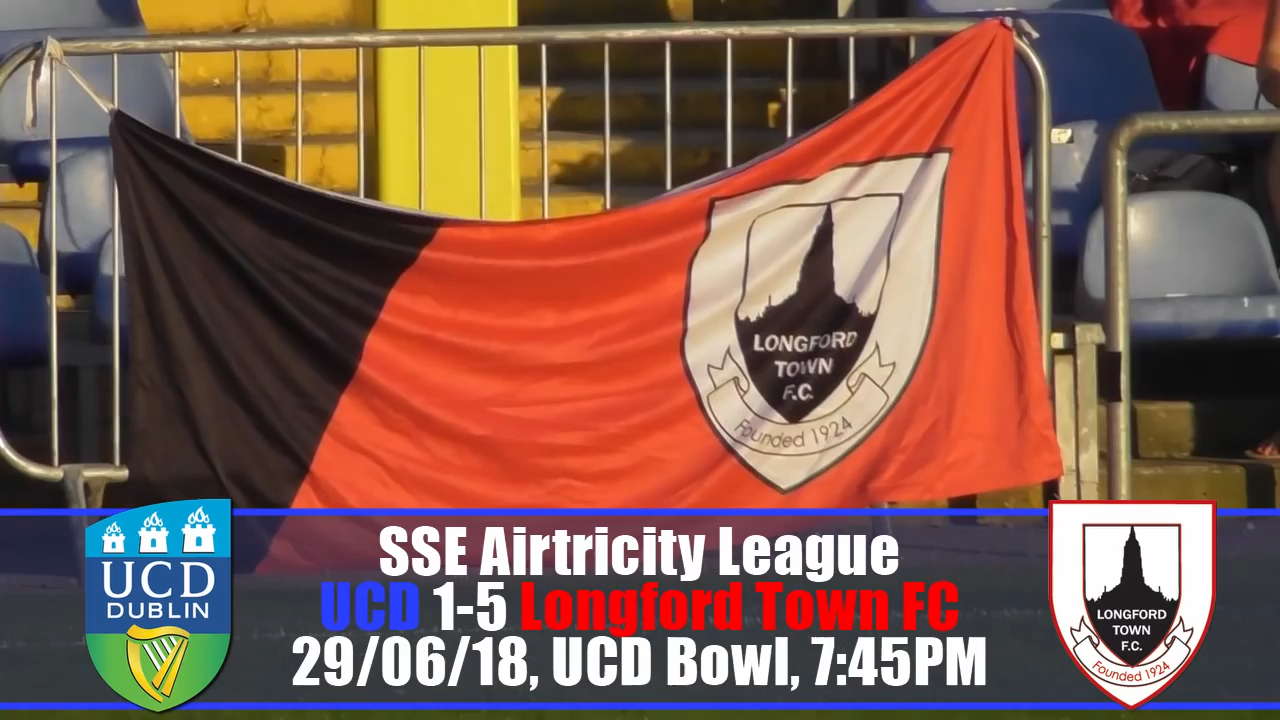 LONGFORD
TOWN
F.C.
Founded 1924
SSE Airtricity League
UCD 1-5 Longford Town FC
29/06/18, UCD Bowl, 7:45PM
UCD
DUBLIN
LONGFORD
TOWN
F.C.
Founded 1924